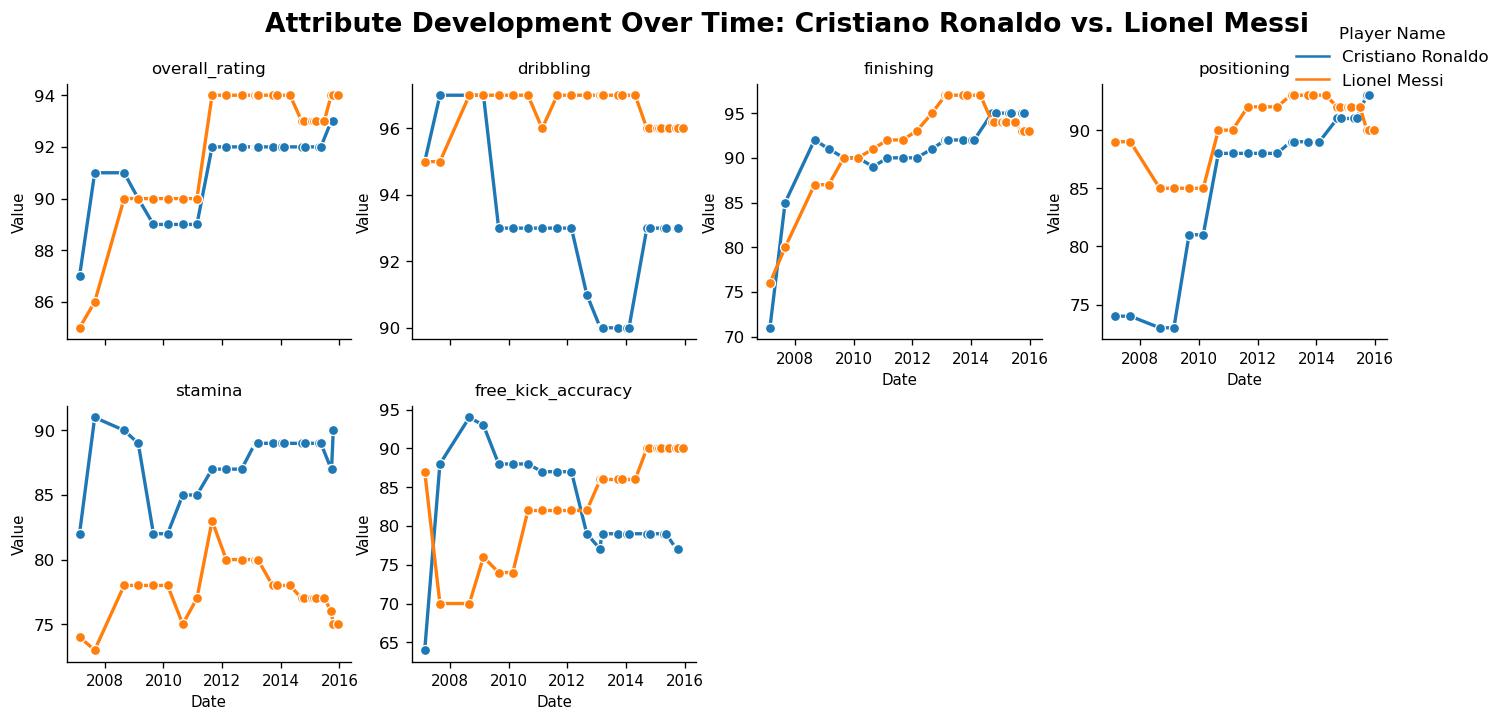 Attribute Development Over Time: Cristiano Ronaldo vs. Lionel Messi
Player Name
Cristiano Ronaldo
Lionel Messi
overall_rating
dribbling
finishing
positioning
94
92
90
88
86
Value
96
94
92
90
Value
95
90
85
80
75
70
Value
2008 2010 2012 2014 2016
Date
90
85
80
75
Value
2008 2010 2012 2014 2016
Date
stamina
free_kick_accuracy
90
85
80
75
Value
2008 2010 2012 2014 2016
Date
95
90
85
80
75
70
65
Value
2008 2010 2012 2014 2016
Date